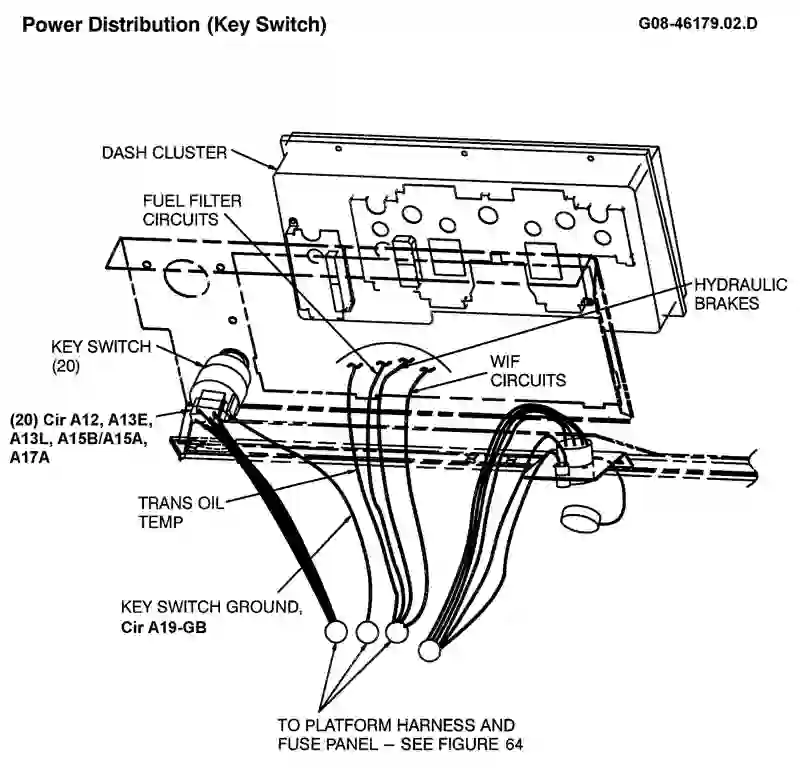 Power Distribution (Key Switch)
G08-46179.02.D
DASH CLUSTER
FUEL FILTER
CIRCUITS
HYDRAULIC
BRAKES
KEY SWITCH
(20)
WIF
CIRCUITS
(20) Cir A12, A13E,
A13L, A15B/A15A,
A17A
TRANS OIL
TEMP
KEY SWITCH GROUND,
Cir A19-GB
TO PLATFORM HARNESS AND
FUSE PANEL – SEE FIGURE 64